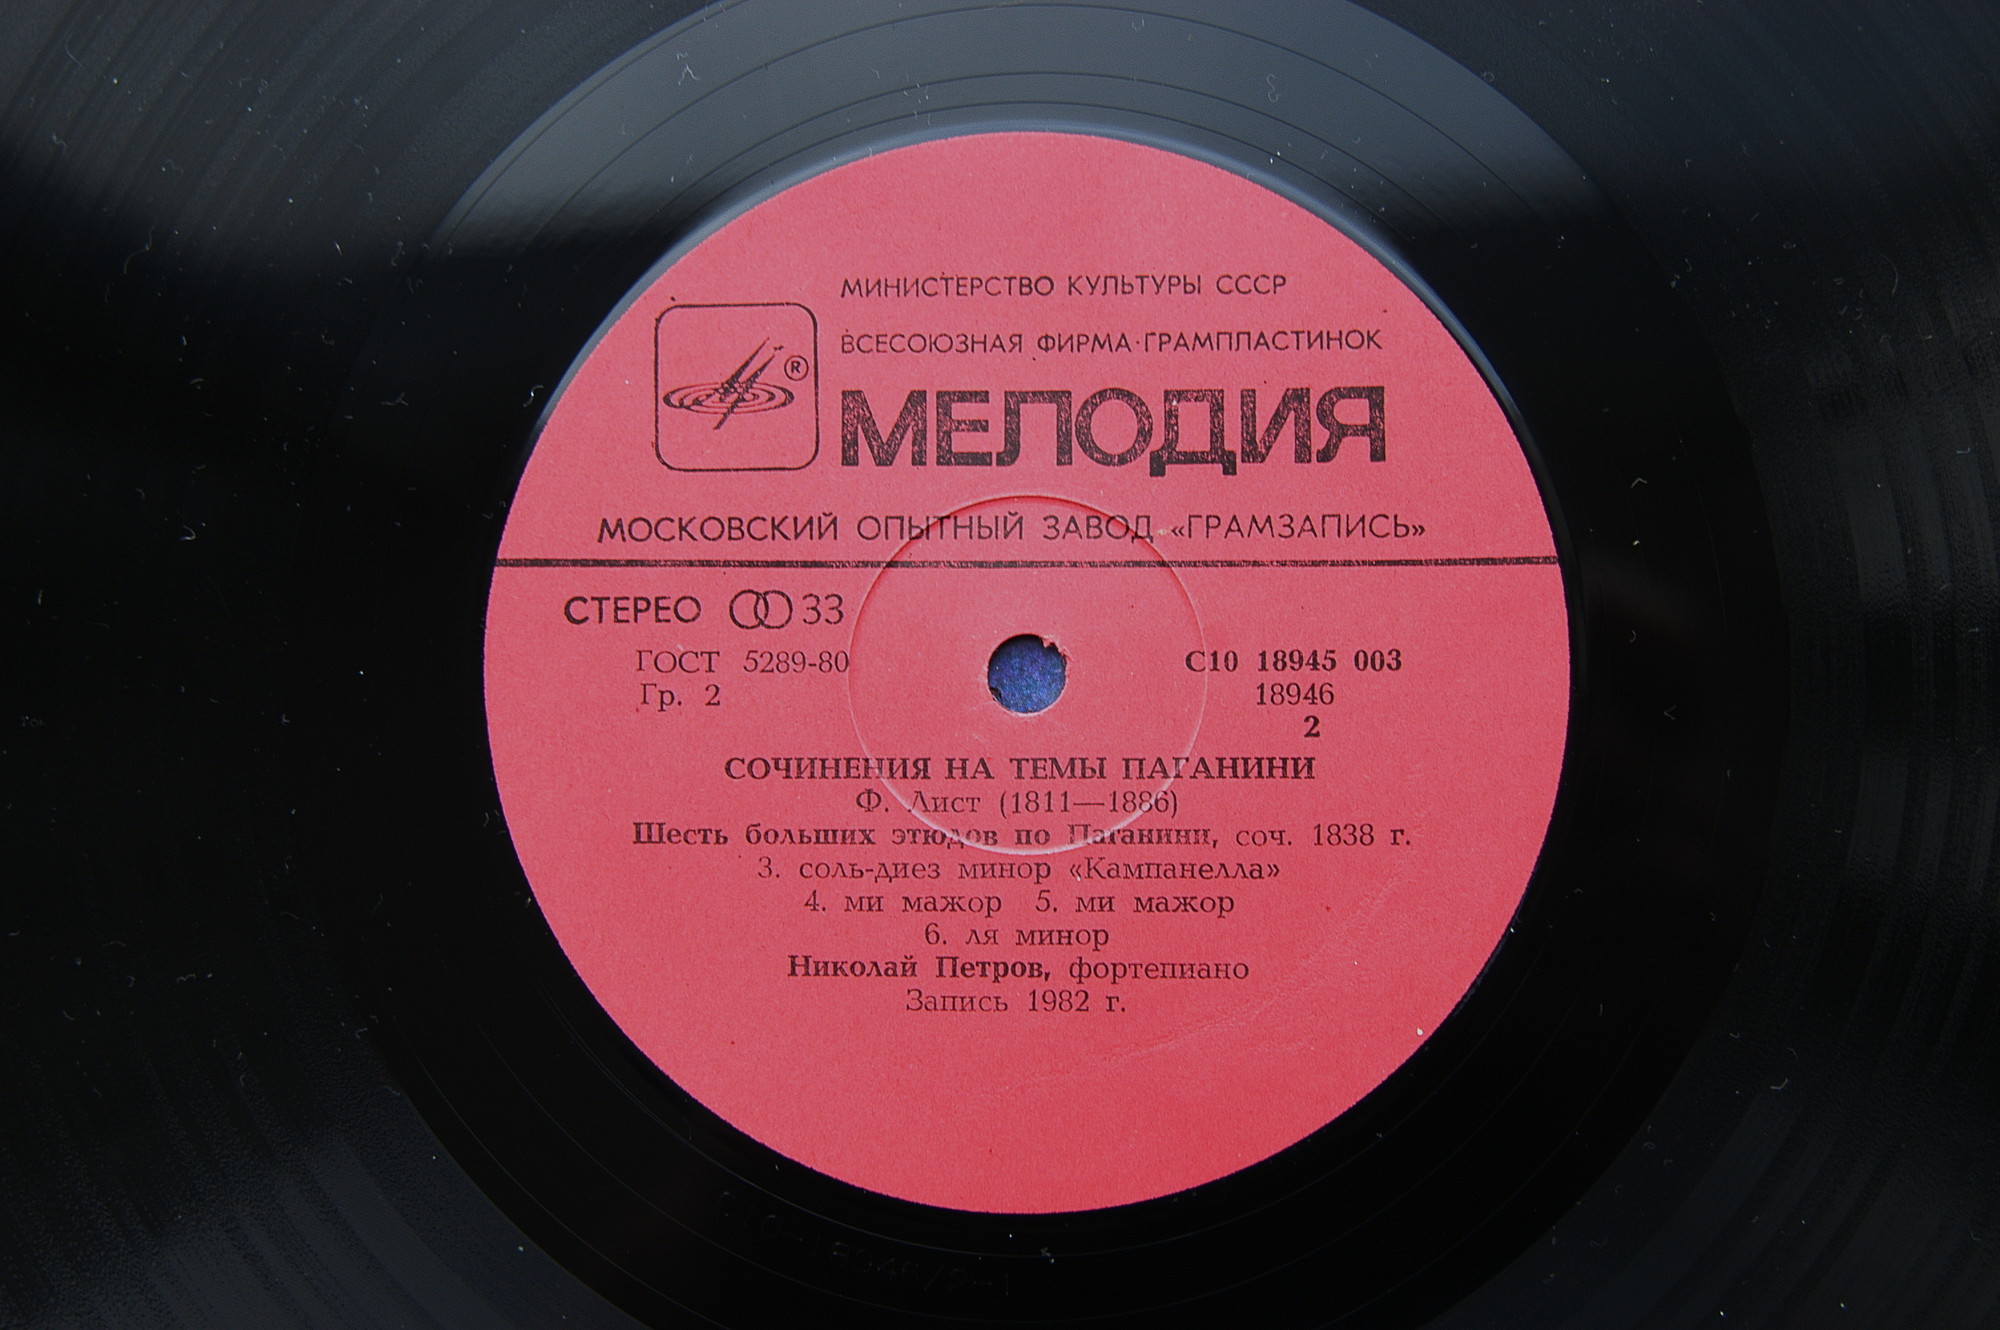 МИНИСТЕРСТВО КУЛЬТУРЫ СССР
ВСЕСОЮЗНАЯ ФИРМА·ГРАМПЛАСТИНОК
®
МЕЛОДИЯ
МОСКОВСКИЙ ОПЫТНЫЙ ЗАВОД «ГРАМЗАПИСЬ»
СТЕРЕО 33
ГОСТ 5289-80 С10 18945 003
Гр. 2 18946
2
СОЧИНЕНИЯ НА ТЕМЫ ПАГАНИНИ
Ф. Лист (1811—1886)
Шесть больших этюдов по Паганини, соч. 1838 г.
3. соль-диез минор «Кампанелла»
4. ми мажор 5. ми мажор
6. ля минор
Николай Петров, фортепиано
Запись 1982 г.